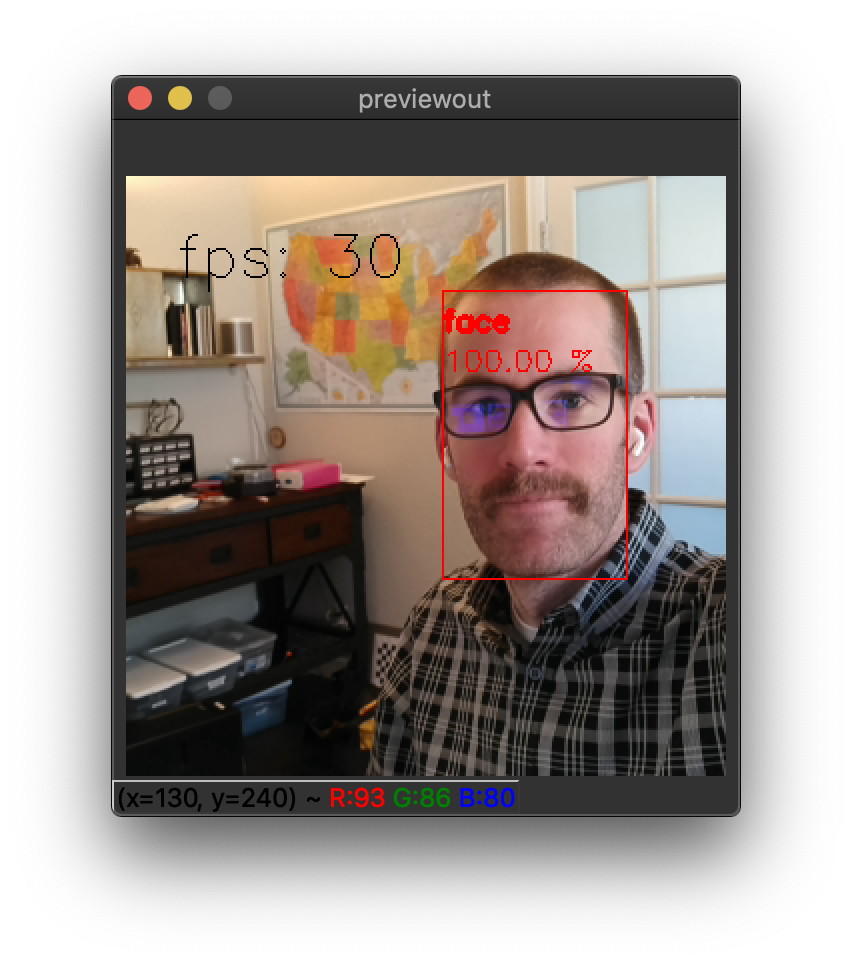 previewout
fps: 30
face
100.00 %
(x=130, y=240) ~ R:93 G:86 B:80